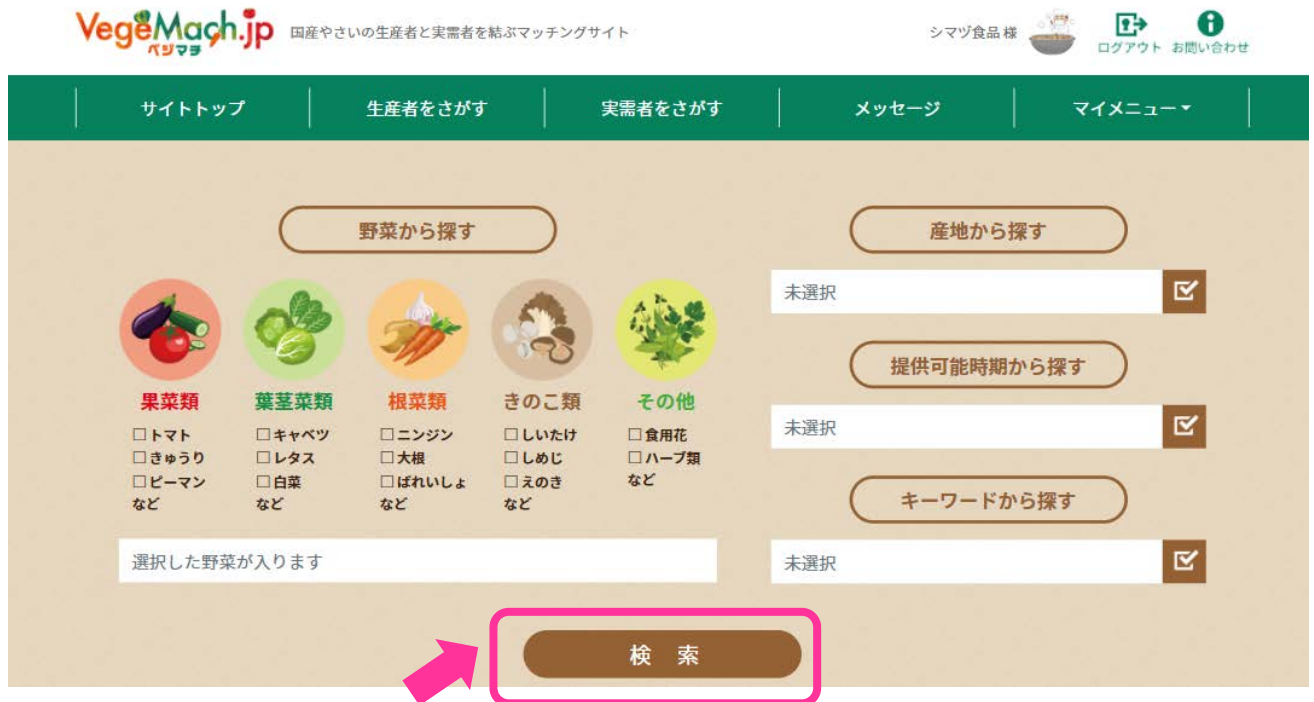 VegeMach.jp
ベジマチ
国産やさいの生産者と実需者を結ぶマッチングサイト
シマヅ食品 様
ログアウト お問い合わせ
サイトトップ 生産者をさがす 実需者をさがす メッセージ マイメニュー
野菜から探す
果菜類
□トマト
□きゅうり
□ピーマン
など
葉茎菜類
□キャベツ
□レタス
□白菜
など
根菜類
□ニンジン
□大根
□ばれいしょ
など
きのこ類
□しいたけ
□しめじ
□えのき
など
その他
□食用花
□ハーブ類
など
選択した野菜が入ります
産地から探す
未選択
提供可能時期から探す
未選択
キーワードから探す
未選択
検 索